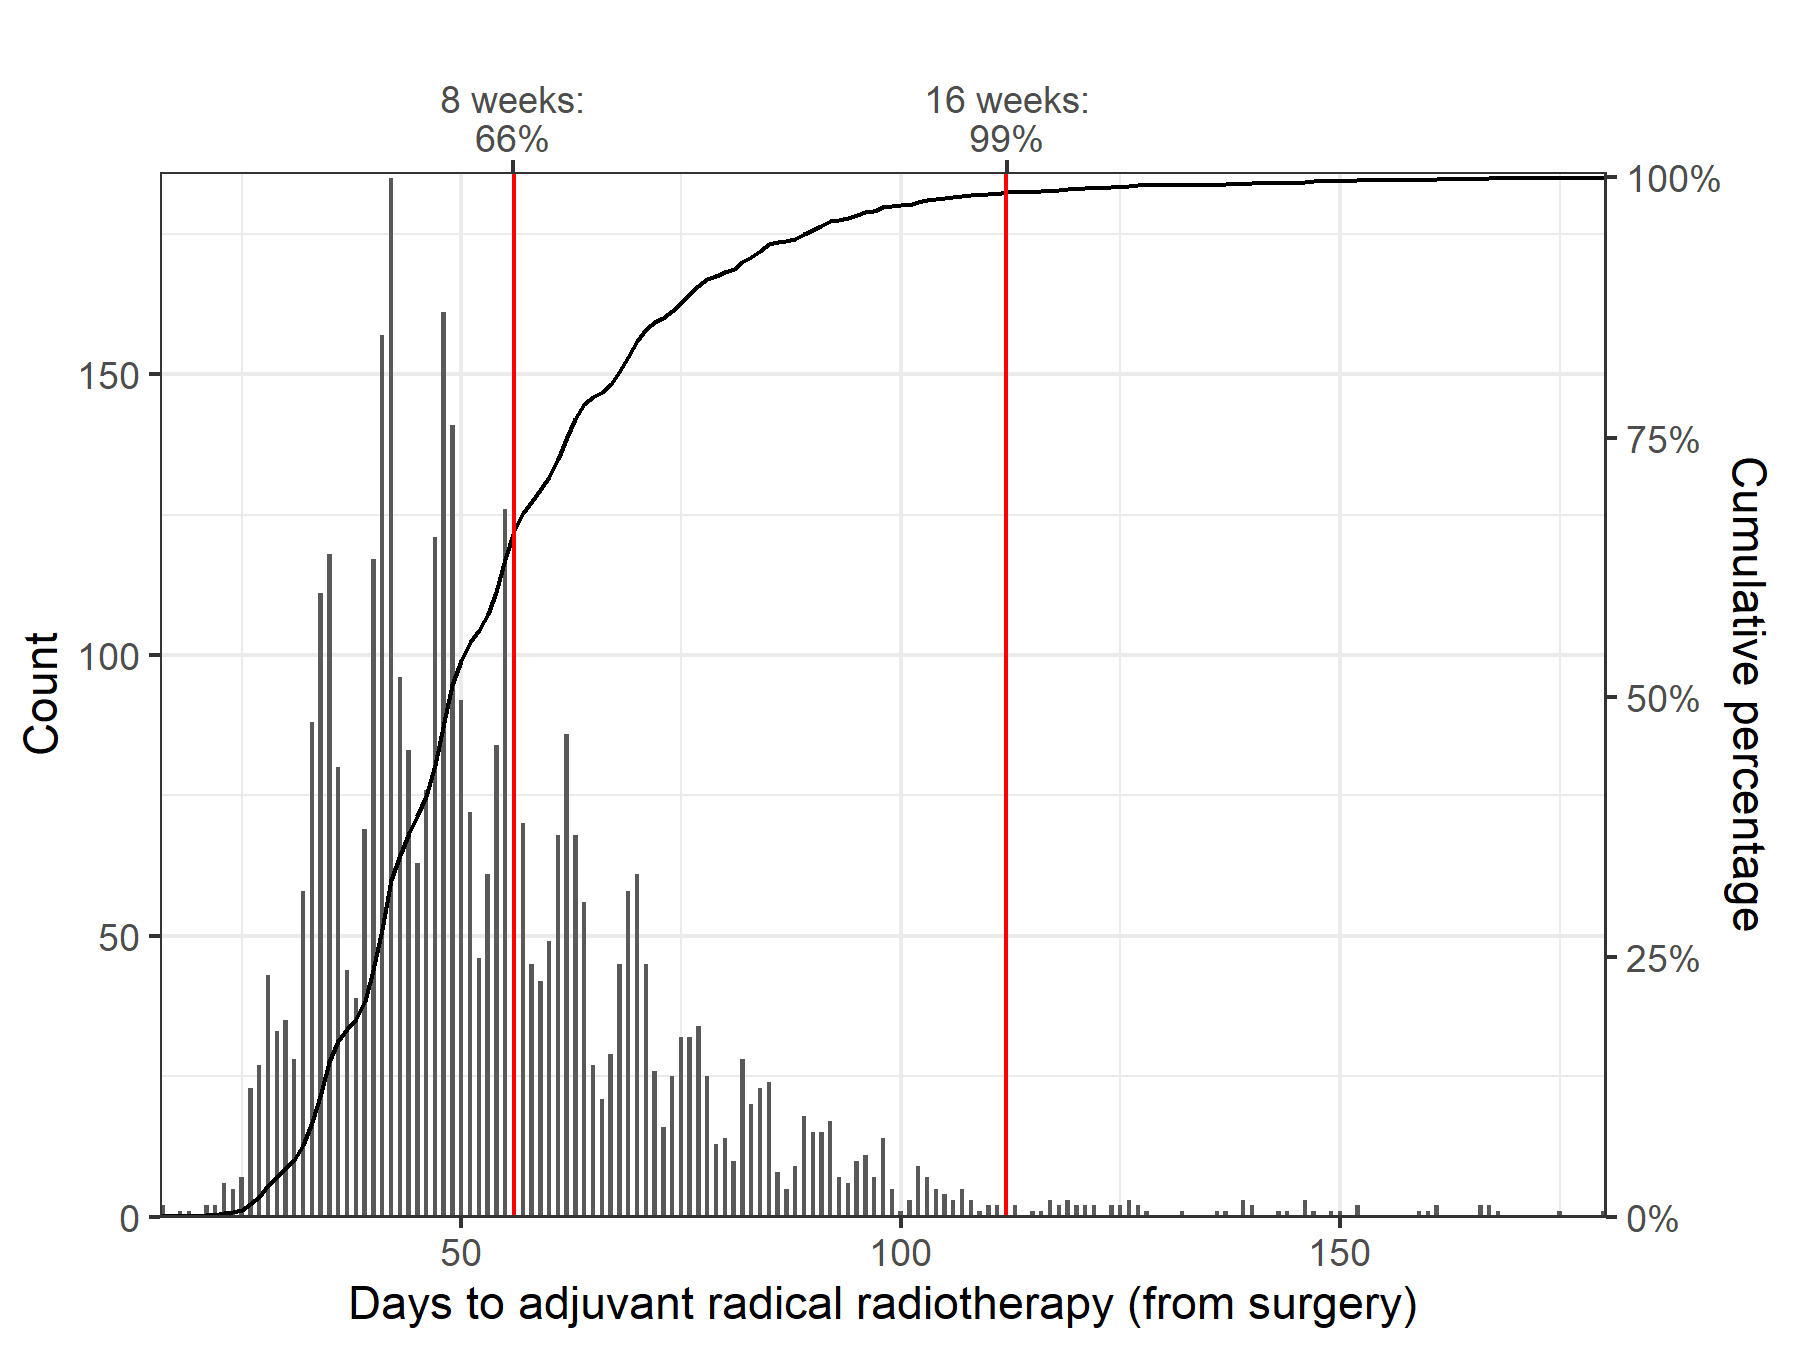 8 weeks:
66%
16 weeks:
99%
Count
0
50
100
150
0%
25%
50%
75%
100%
Cumulative percentage
50
100
150
Days to adjuvant radical radiotherapy (from surgery)